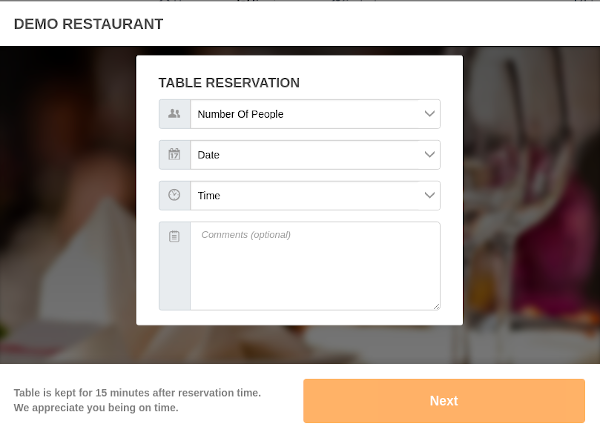 DEMO RESTAURANT
TABLE RESERVATION
Number Of People
17
Date
Time
Comments (optional)
Table is kept for 15 minutes after reservation time.
We appreciate you being on time.
Next